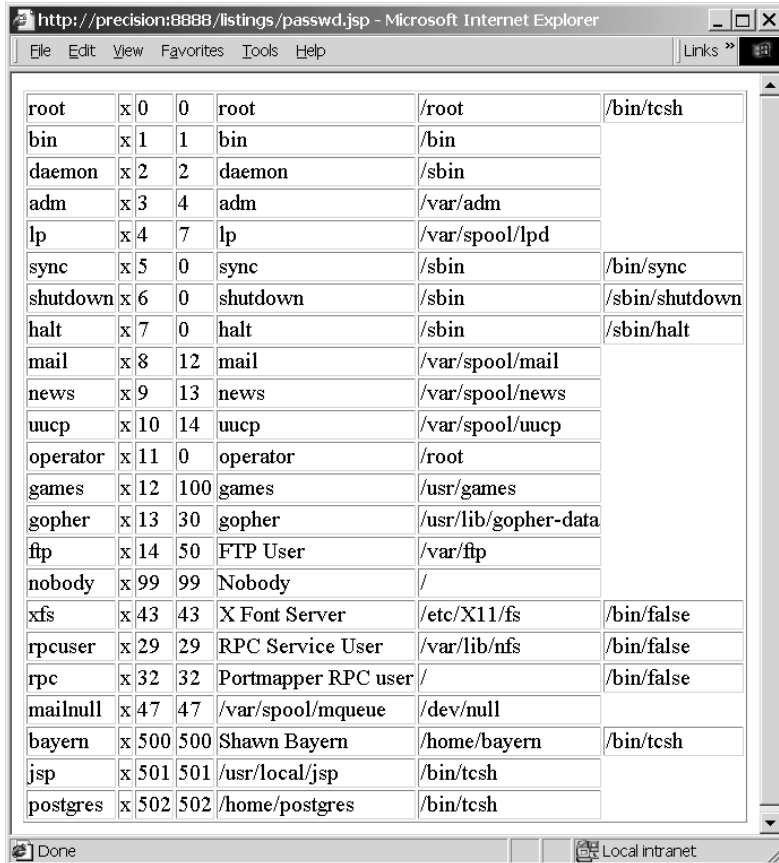 http://precision:8888/listings/passwd.jsp - Microsoft Internet Explorer
File Edit View Favorites Tools Help Links »
root x 0 0 root /root /bin/tcsh
bin x 1 1 bin /bin
daemon x 2 2 daemon /sbin
adm x 3 4 adm /var/adm
lp x 4 7 lp /var/spool/lpd
sync x 5 0 sync /sbin /bin/sync
shutdown x 6 0 shutdown /sbin /sbin/shutdown
halt x 7 0 halt /sbin /sbin/halt
mail x 8 12 mail /var/spool/mail
news x 9 13 news /var/spool/news
uucp x 10 14 uucp /var/spool/uucp
operator x 11 0 operator /root
games x 12 100 games /usr/games
gopher x 13 30 gopher /usr/lib/gopher-data
ftp x 14 50 FTP User /var/ftp
nobody x 99 99 Nobody /
xfs x 43 43 X Font Server /etc/X11/fs /bin/false
rpcuser x 29 29 RPC Service User /var/lib/nfs /bin/false
rpc x 32 32 Portmapper RPC user / /bin/false
mailnull x 47 47 /var/spool/mqueue /dev/null
bayern x 500 500 Shawn Bayern /home/bayern /bin/tcsh
jsp x 501 501 /usr/local/jsp /bin/tcsh
postgres x 502 502 /home/postgres /bin/tcsh
Done Local intranet